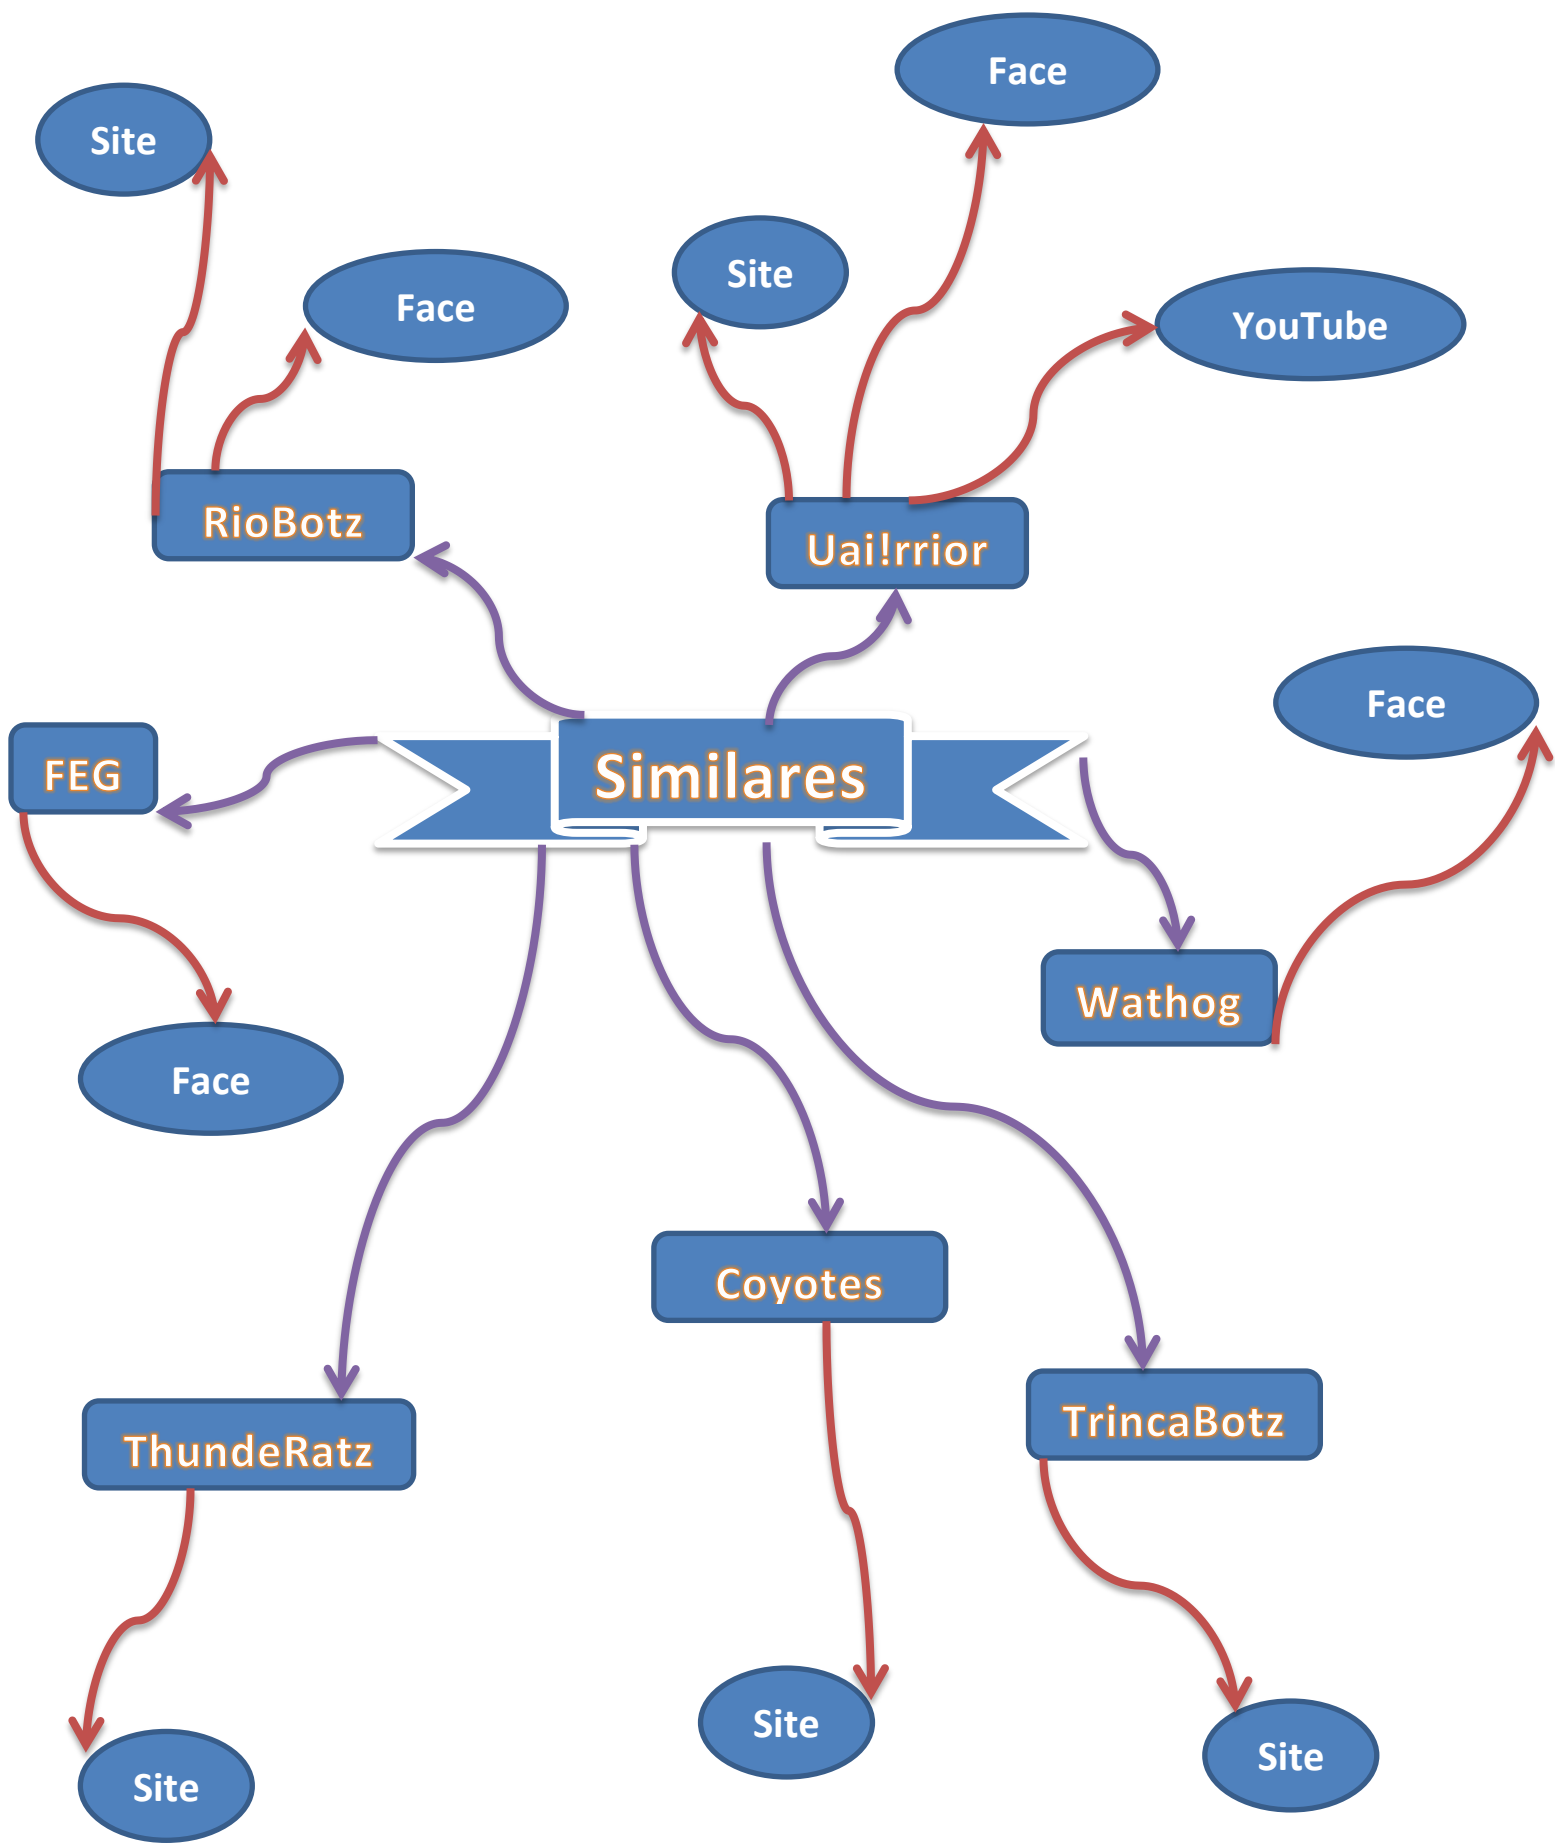 Face
Site
Site
Face
YouTube
RioBotz
Uai!rrior
Face
Similares
FEG
Wathog
Face
Coyotes
TrincaBotz
ThundeRatz
Site
Site
Site